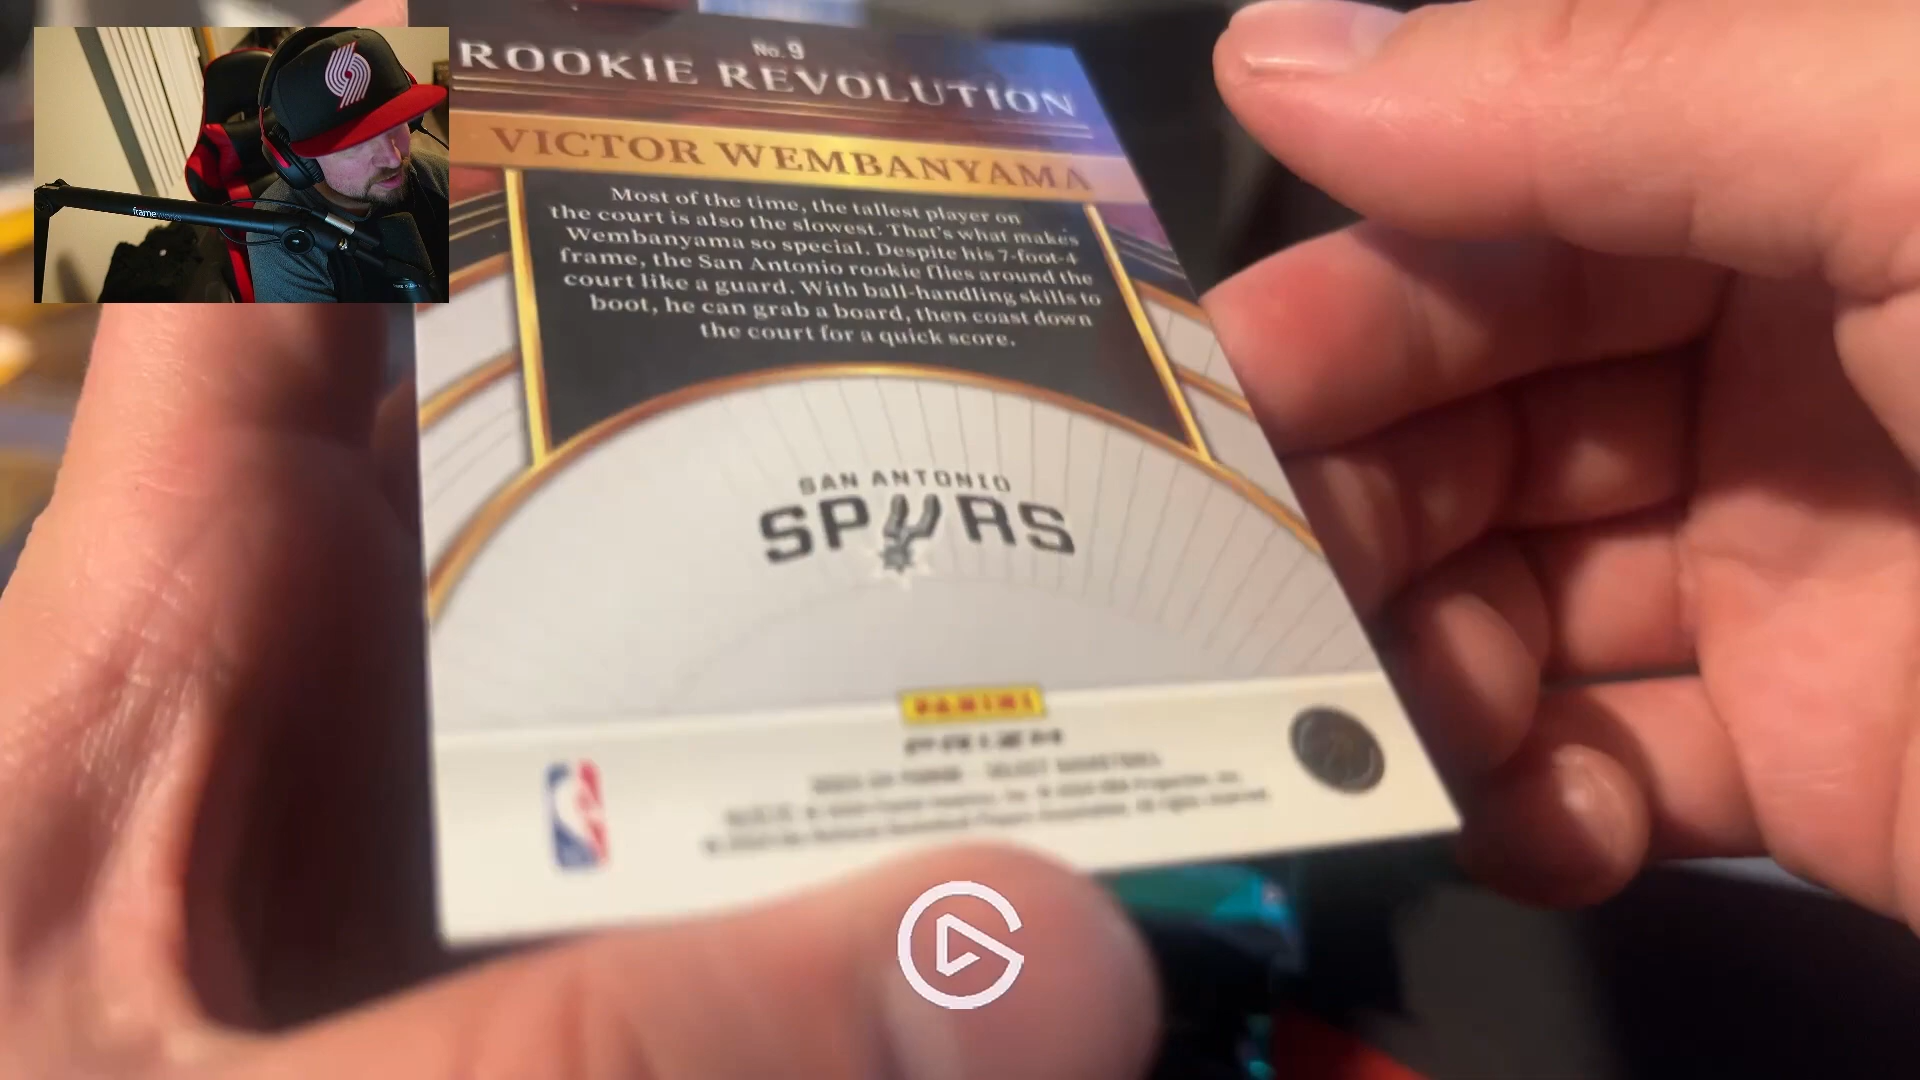 No. 9
ROOKIE REVOLUTION
VICTOR WEMBANYAMA
Most of the time, the tallest player on
the court is also the slowest. That's what makes
Wembanyama so special. Despite his 7-foot-4
frame, the San Antonio rookie flies around the
court like a guard. With ball-handling skills to
boot, he can grab a board, then coast down
the court for a quick score.
SAN ANTONIO
SPURS
PANINI
PRIZM
frameworks